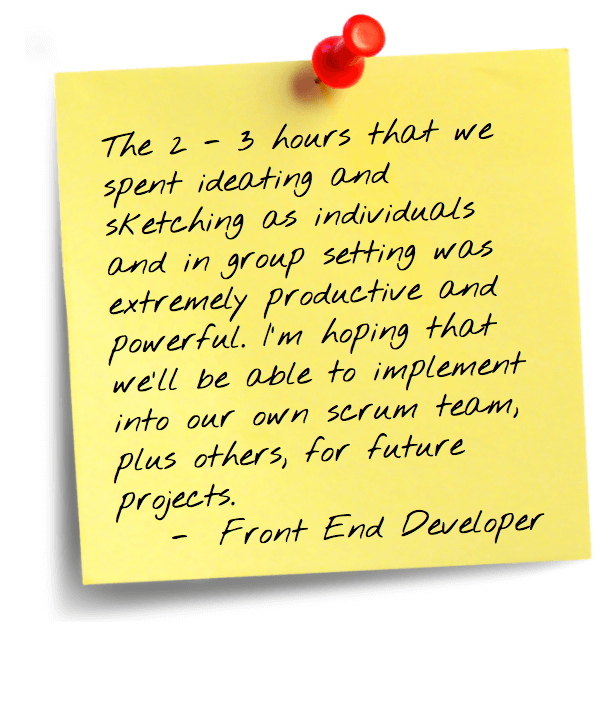 The 2 - 3 hours that we
spent ideating and
sketching as individuals
and in group setting was
extremely productive and
powerful. I'm hoping that
we'll be able to implement
into our own scrum team,
plus others, for future
projects.
- Front End Developer